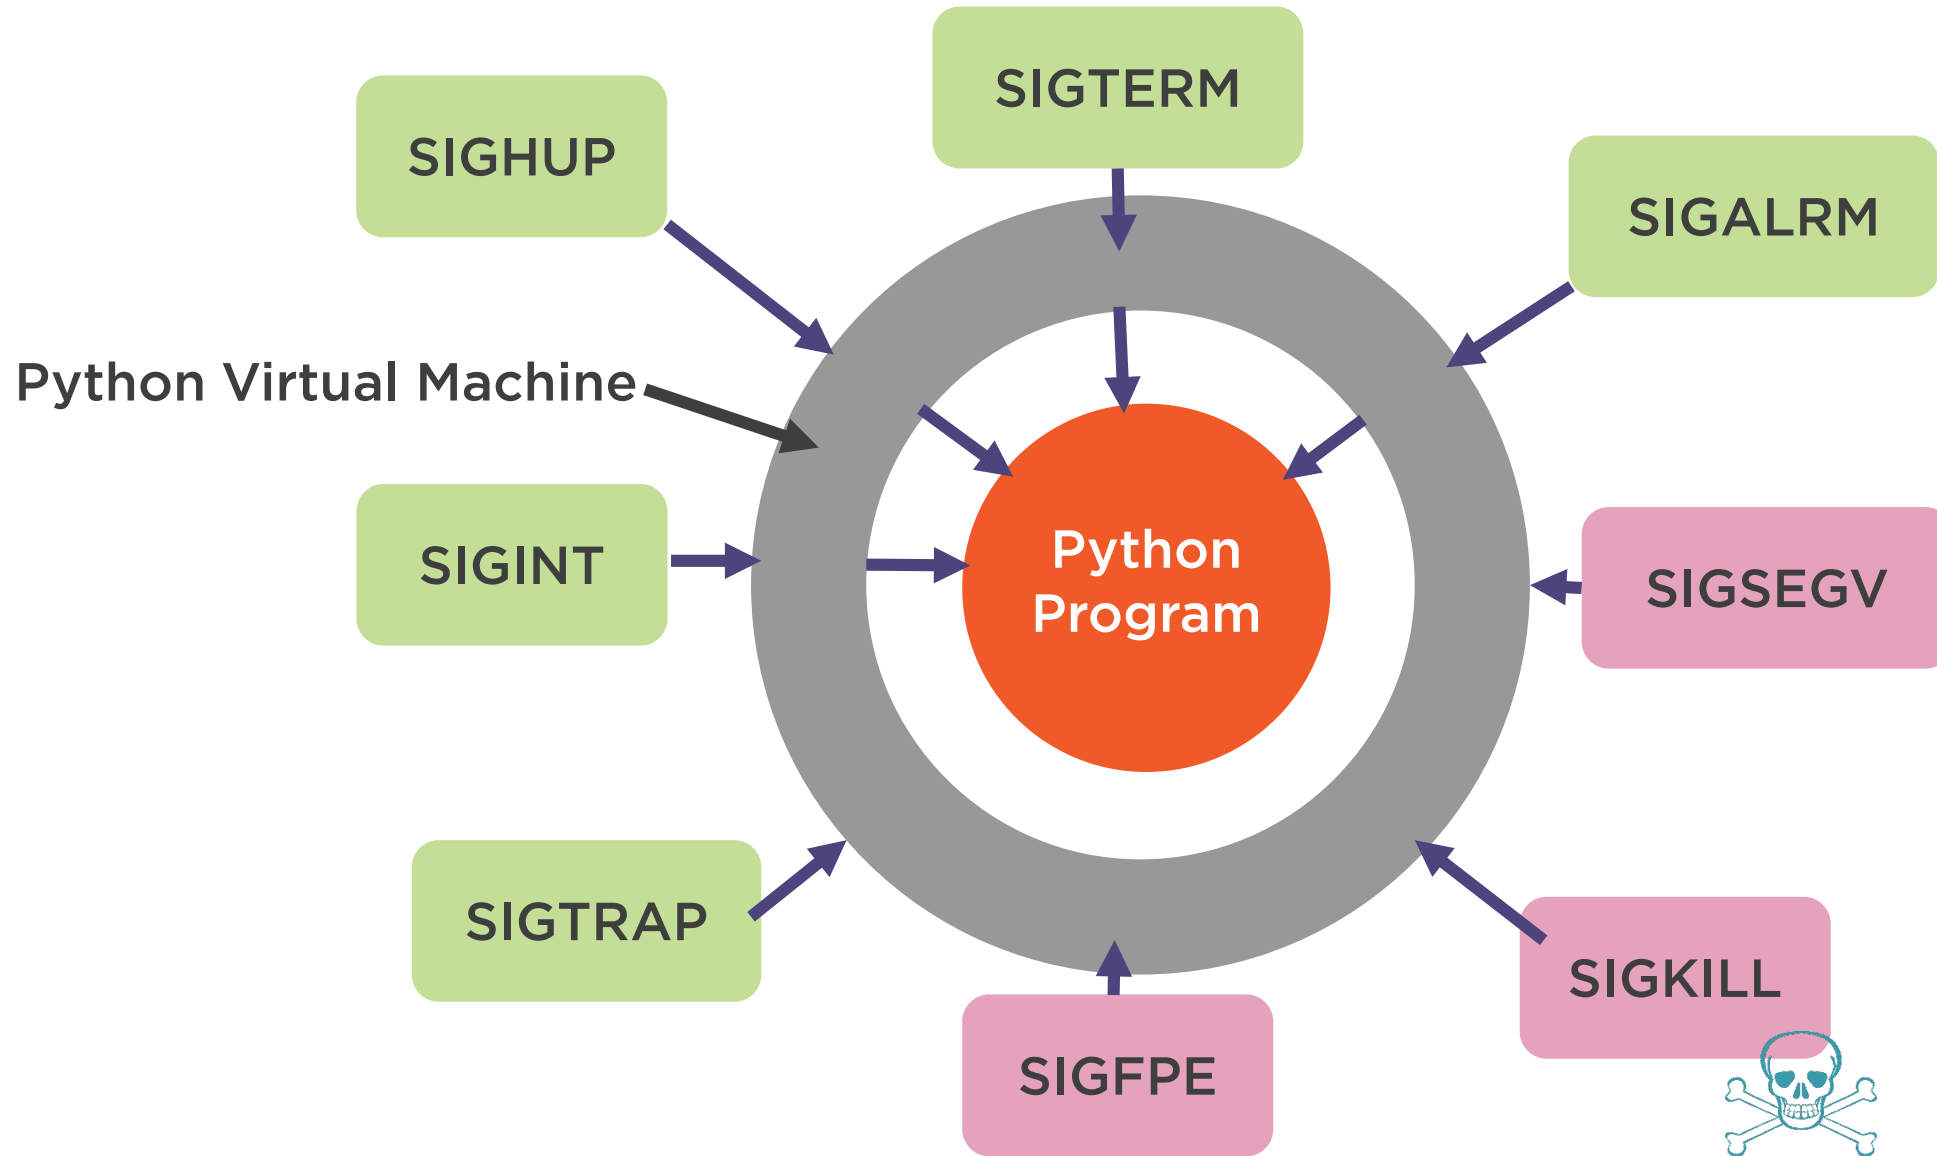 SIGTERM
SIGHUP
SIGALRM
Python Virtual Machine
SIGINT
Python
Program
SIGSEGV
SIGTRAP
SIGKILL
SIGFPE